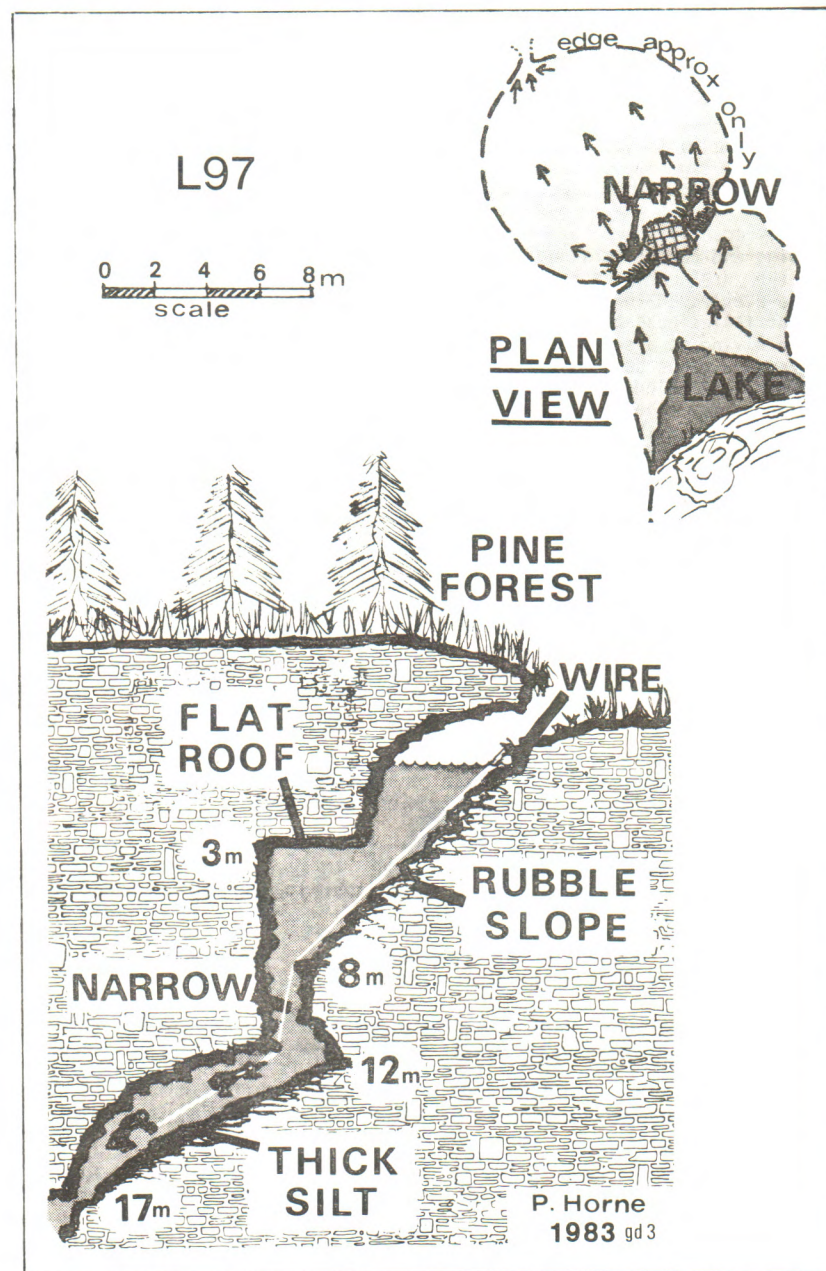 edge approx only
L97
NARROW
0 2 4 6 8 m
scale
PLAN
VIEW
LAKE
PINE
FOREST
WIRE
FLAT
ROOF
3m
RUBBLE
SLOPE
NARROW
8m
12m
THICK
SILT
17m
P. Horne
1983 gd3